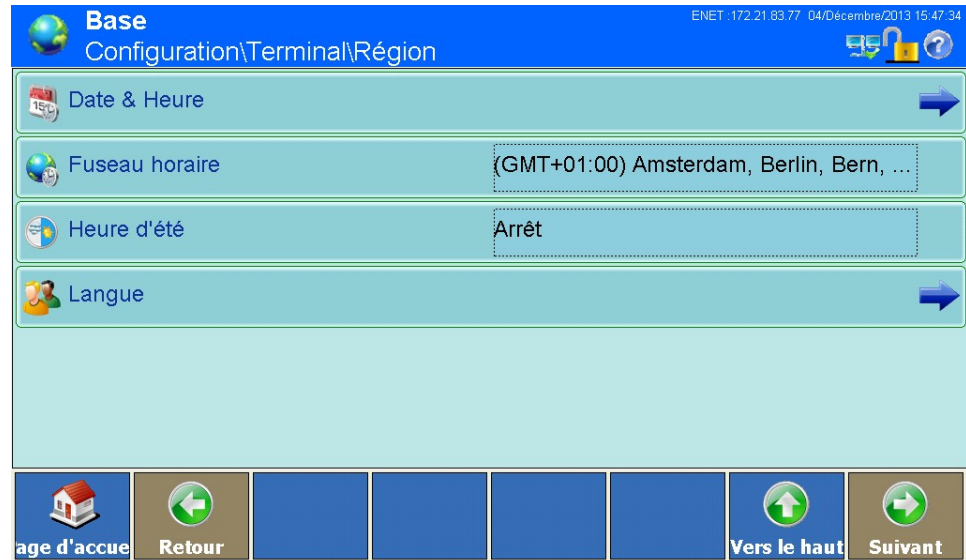 Base
ENET :172.21.83.77 04/Décembre/2013 15:47:34
Configuration\Terminal\Région
Date & Heure
Fuseau horaire
(GMT+01:00) Amsterdam, Berlin, Bern, ...
Heure d'été
Arrêt
Langue
age d'accue
Retour
Vers le haut
Suivant